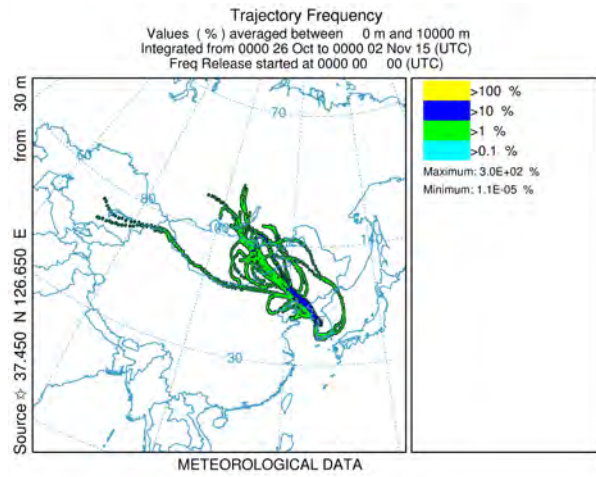 Trajectory Frequency
Values ( % ) averaged between 0 m and 10000 m
Integrated from 0000 26 Oct to 0000 02 Nov 15 (UTC)
Freq Release started at 0000 00 00 (UTC)
Source ☆ 37.450 N 126.650 E from 30 m
>100 %
>10 %
>1 %
>0.1 %
Maximum: 3.0E+02 %
Minimum: 1.1E-05 %
70
80
30
METEOROLOGICAL DATA